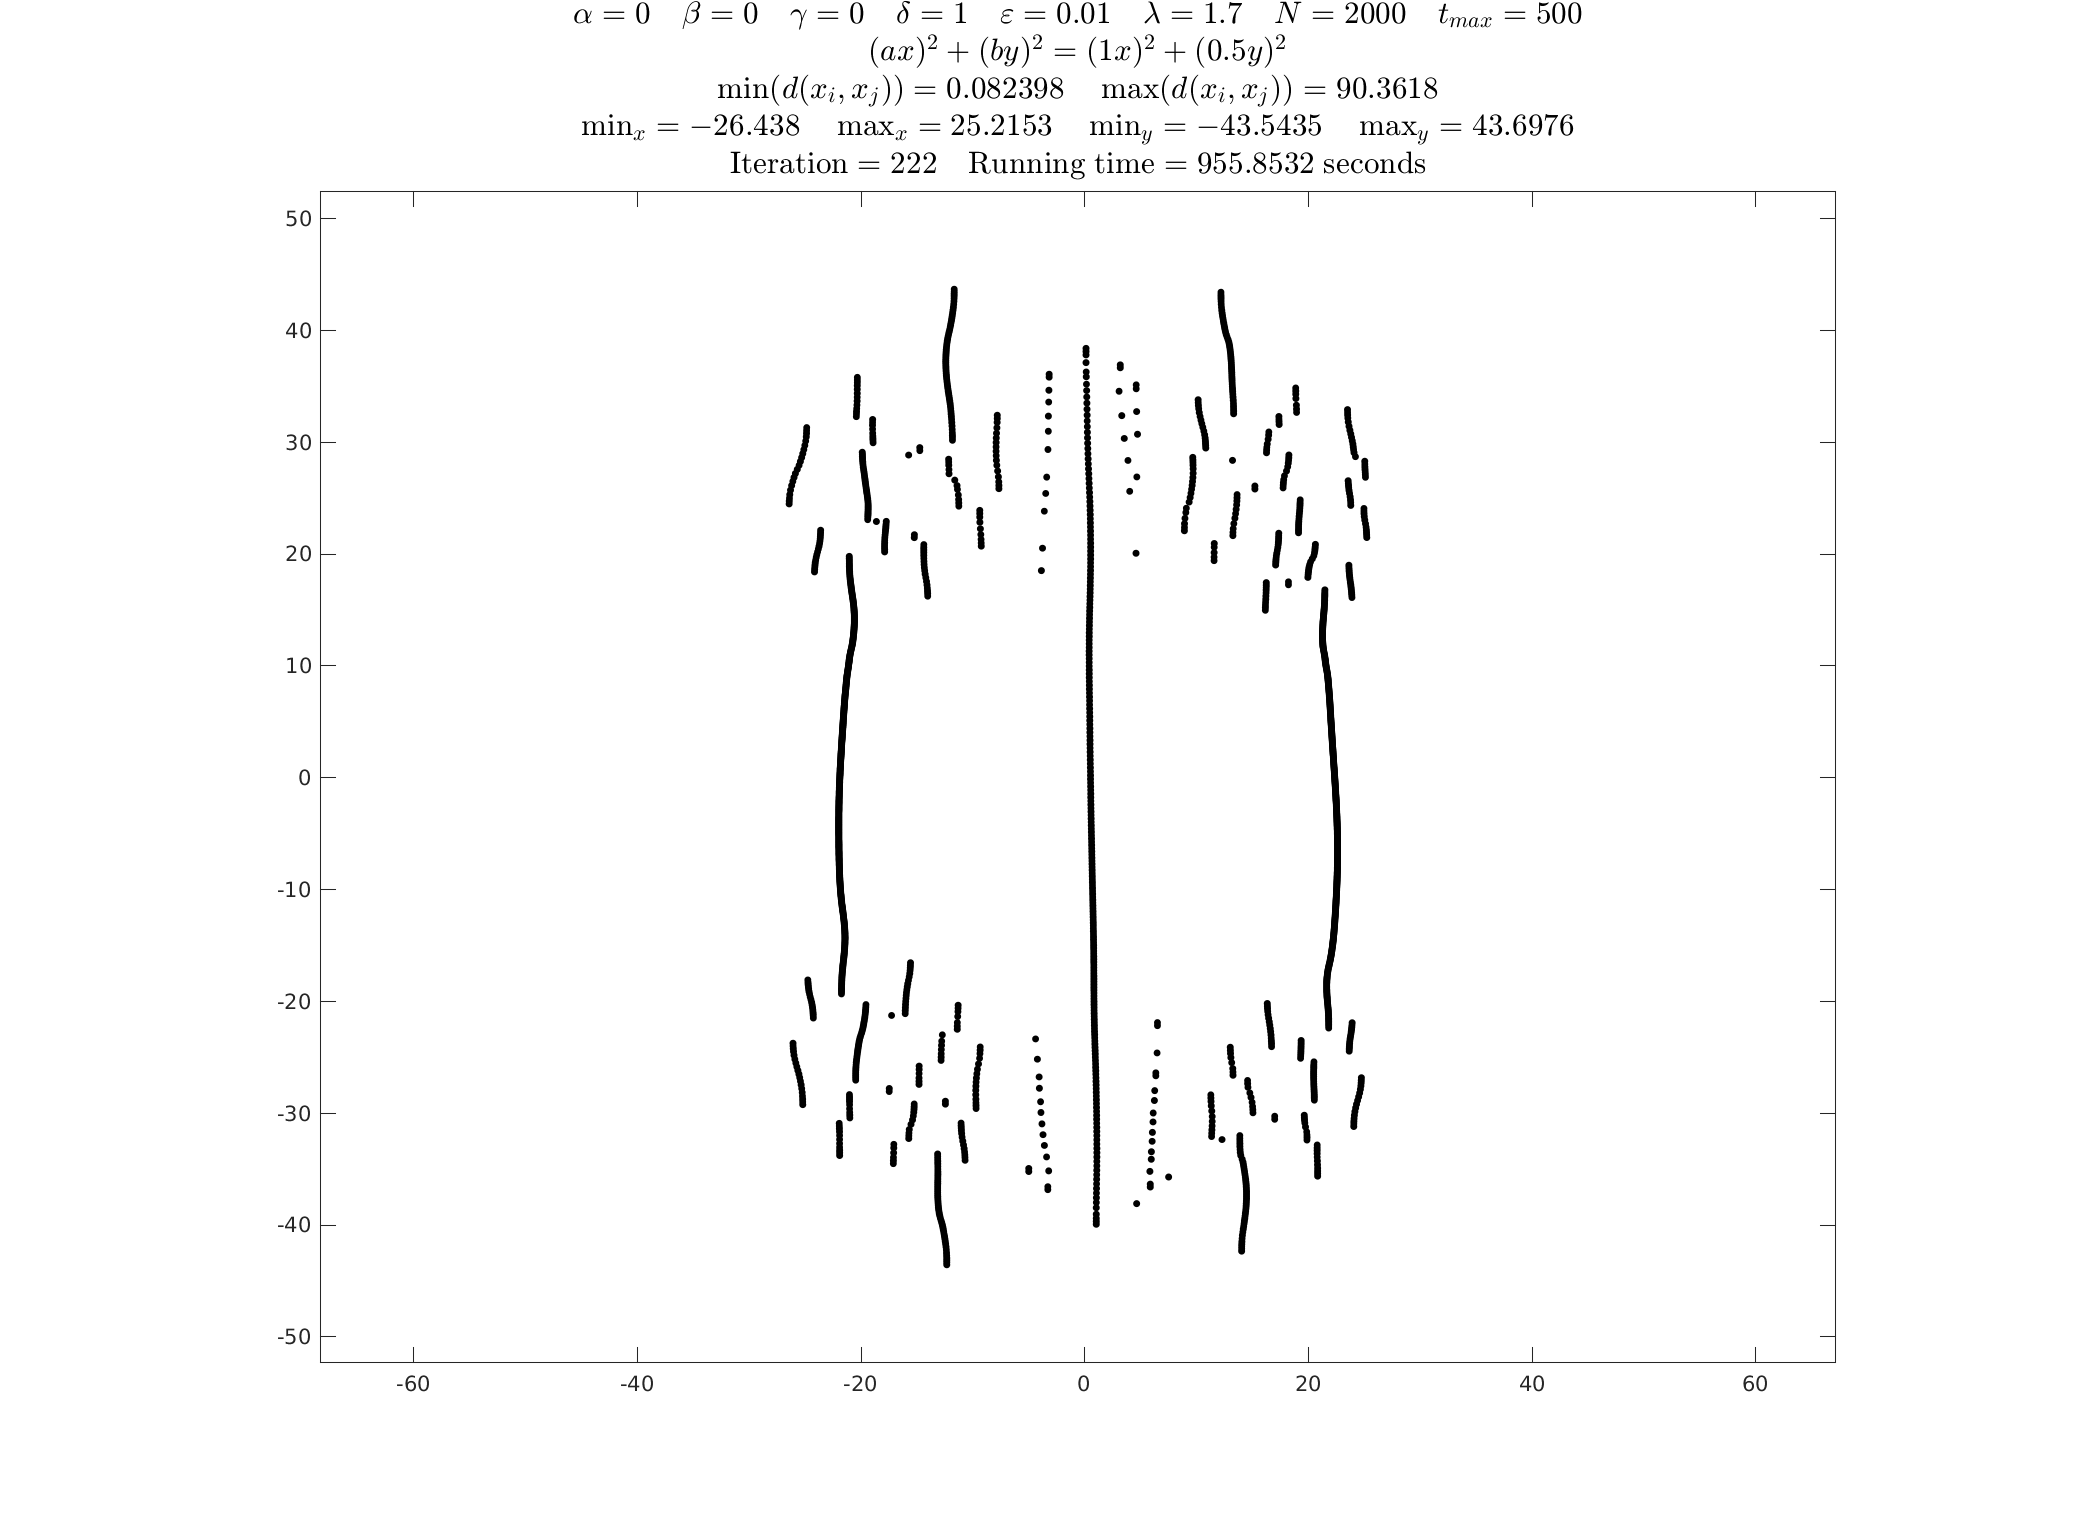 α = 0 β = 0 γ = 0 δ = 1 ε = 0.01 λ = 1.7 N = 2000 t_{max} = 500
(ax)² + (by)² = (1x)² + (0.5y)²
min(d(x_i, x_j)) = 0.082398 max(d(x_i, x_j)) = 90.3618
min_x = −26.438 max_x = 25.2153 min_y = −43.5435 max_y = 43.6976
Iteration = 222 Running time = 955.8532 seconds
50
40
30
20
10
0
-10
-20
-30
-40
-50
-60 -40 -20 0 20 40 60